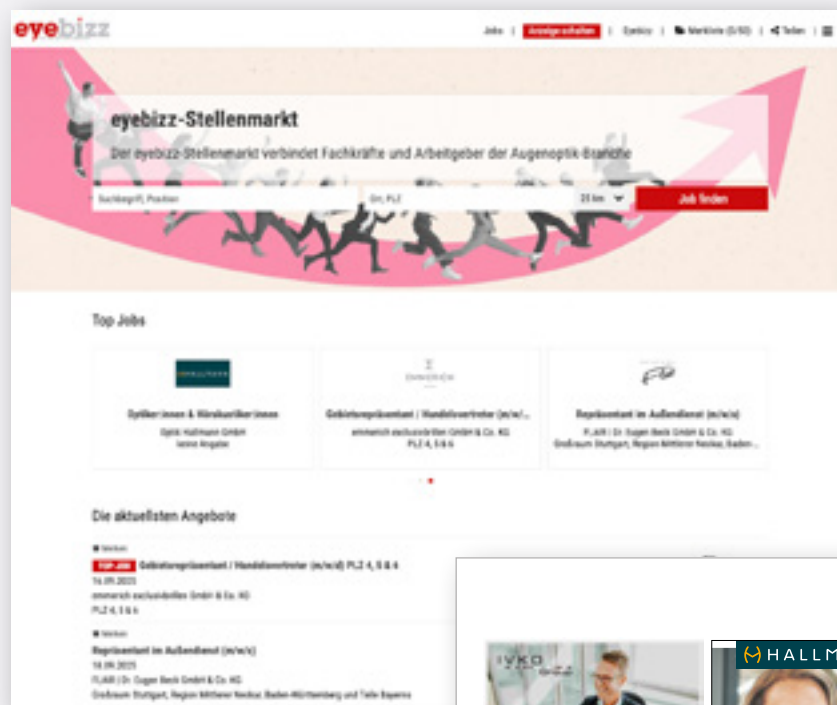 eyebizz
Jobs | Anzeige schalten | Eyebizz | Merkliste (0/50) | Teilen |
eyebizz-Stellenmarkt
Der eyebizz-Stellenmarkt verbindet Fachkräfte und Arbeitgeber der Augenoptik-Branche
Suchbegriff, Position Ort, PLZ 25 km Job finden
Top Jobs
EMMERICH
Optiker:innen & Hörakustiker:innen
Optik Hallmann GmbH
keine Angabe
Gebietsrepräsentant / Handelsvertreter (m/w/...
emmerich exclusivbrillen GmbH & Co. KG
PLZ 4, 5 & 6
Repräsentant im Außendienst (m/w/x)
FLAIR | Dr. Eugen Beck GmbH & Co. KG
Großraum Stuttgart, Region Mittlerer Neckar, Baden-...
Die aktuellsten Angebote
Merken
TOP-JOB Gebietsrepräsentant / Handelsvertreter (m/w/d) PLZ 4, 5 & 6
16.09.2025
emmerich exclusivbrillen GmbH & Co. KG
PLZ 4, 5 & 6
Merken
Repräsentant im Außendienst (m/w/x)
FLAIR | Dr. Eugen Beck GmbH & Co. KG
Großraum Stuttgart, Region Mittlerer Neckar, Baden-Württemberg und Teile Bayerns
IVKO
HALLM